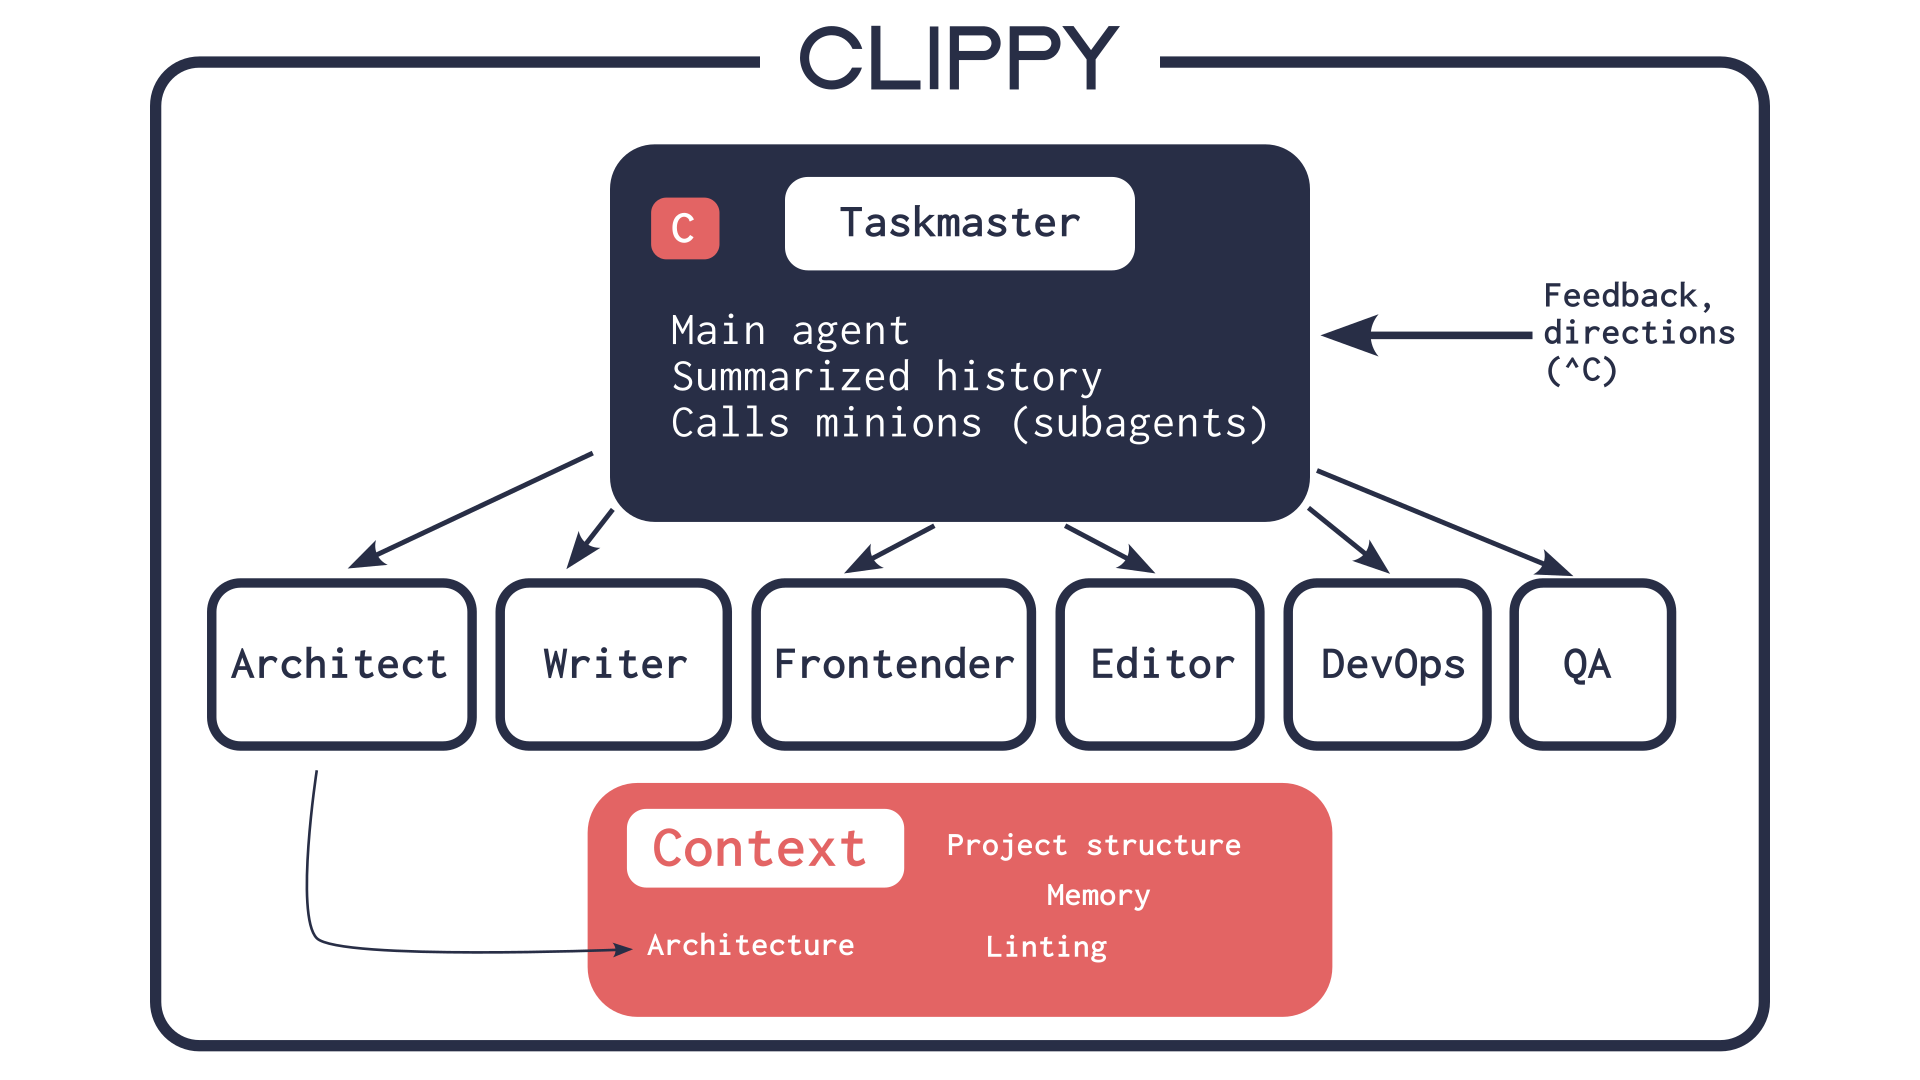 CLIPPY
C
Taskmaster
Main agent
Summarized history
Calls minions (subagents)
Feedback,
directions
(^C)
Architect
Writer
Frontender
Editor
DevOps
QA
Context
Project structure
Memory
Architecture
Linting